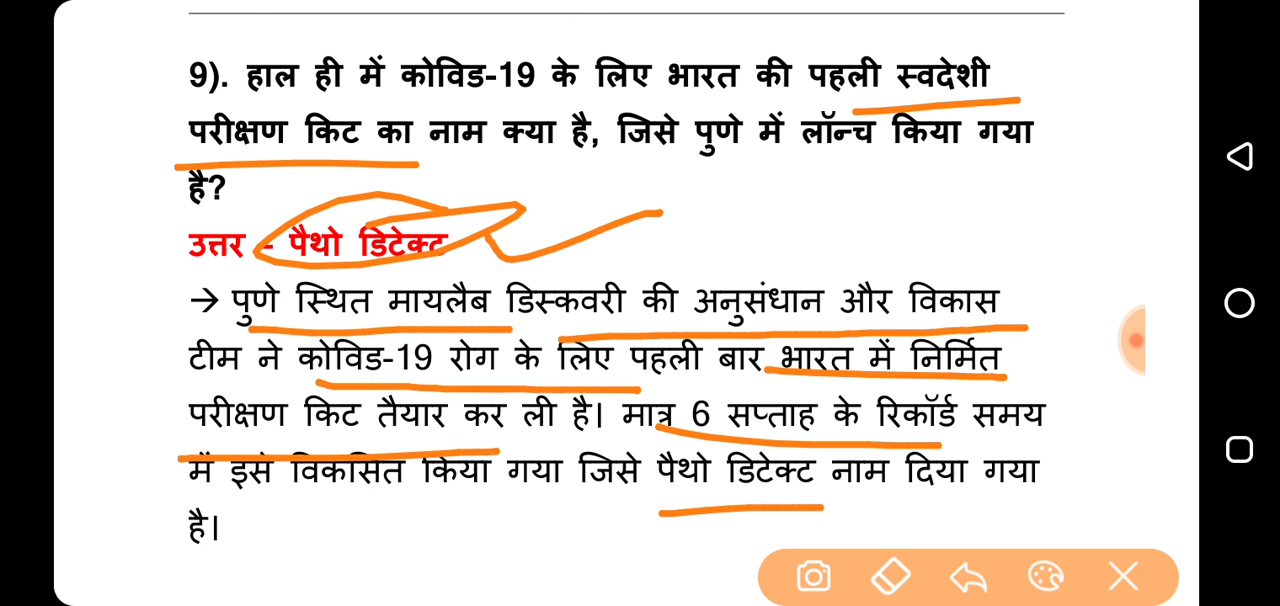 9). हाल ही में कोविड-19 के लिए भारत की पहली स्वदेशी
परीक्षण किट का नाम क्या है, जिसे पुणे में लॉन्च किया गया
है?
उत्तर - पैथो डिटेक्ट
→ पुणे स्थित मायलैब डिस्कवरी की अनुसंधान और विकास
टीम ने कोविड-19 रोग के लिए पहली बार भारत में निर्मित
परीक्षण किट तैयार कर ली है। मात्र 6 सप्ताह के रिकॉर्ड समय
में इसे विकसित किया गया जिसे पैथो डिटेक्ट नाम दिया गया
है।